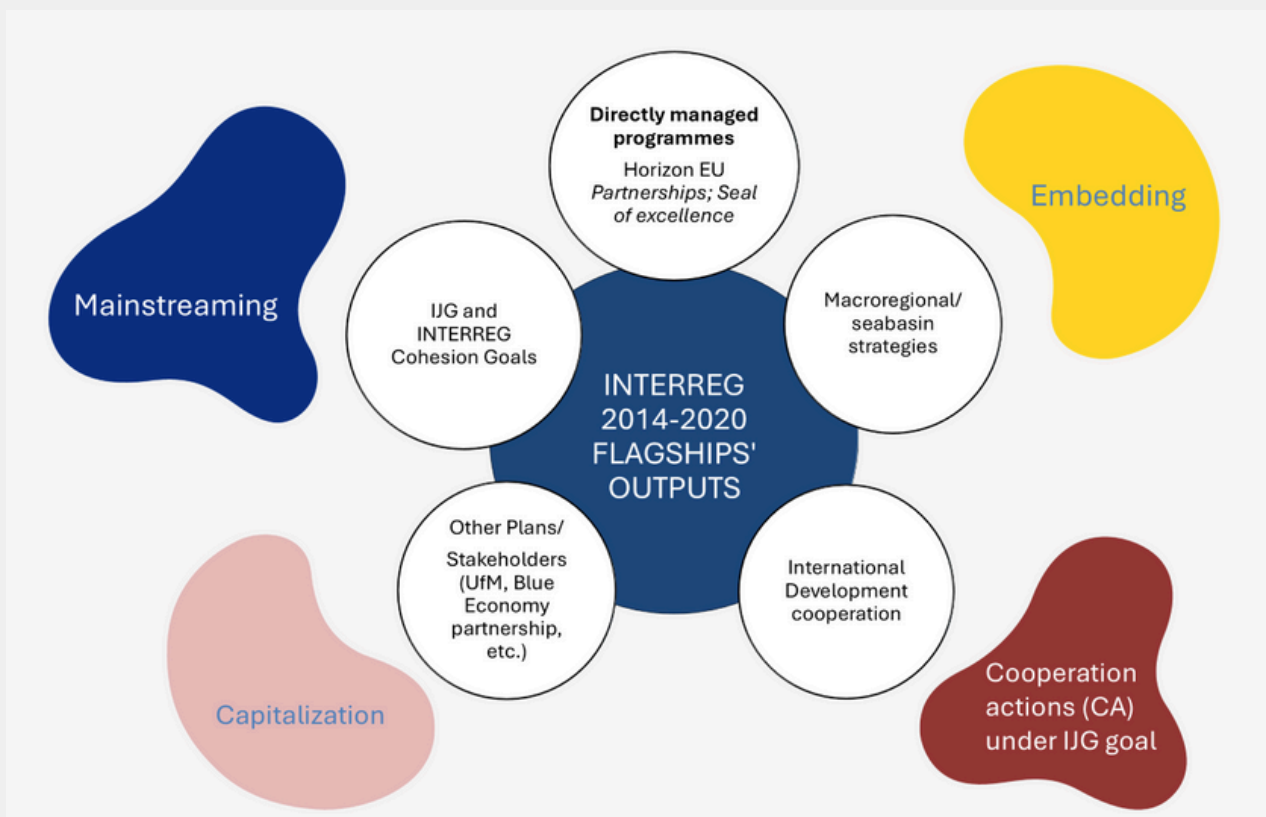 Directly managed
programmes
Horizon EU
Partnerships; Seal
of excellence
Embedding
Mainstreaming
IJG and
INTERREG
Cohesion Goals
Macroregional/
seabasin
strategies
INTERREG
2014-2020
FLAGSHIPS'
OUTPUTS
Other Plans/
Stakeholders
(UfM, Blue
Economy
partnership,
etc.)
International
Development
cooperation
Capitalization
Cooperation
actions (CA)
under IJG goal